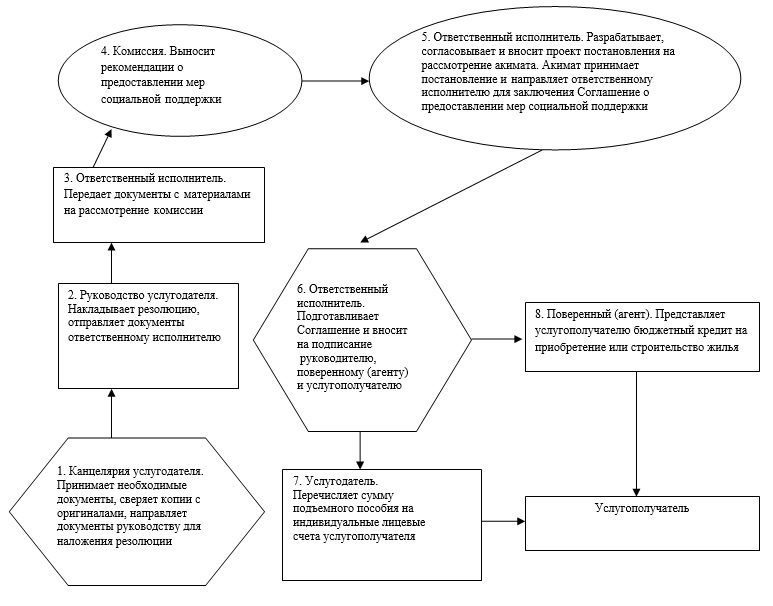 1. Канцелярия услугодателя.
Принимает необходимые
документы, сверяет копии с
оригиналами, направляет
документы руководству для
наложения резолюции
2. Руководство услугодателя.
Накладывает резолюцию,
отправляет документы
ответственному исполнителю
3. Ответственный исполнитель.
Передает документы с материалами
на рассмотрение комиссии
4. Комиссия. Выносит
рекомендации о
предоставлении мер
социальной поддержки
5. Ответственный исполнитель. Разрабатывает,
согласовывает и вносит проект постановления на
рассмотрение акимата. Акимат принимает
постановление и направляет ответственному
исполнителю для заключения Соглашение о
предоставлении мер социальной поддержки
6. Ответственный
исполнитель.
Подготавливает
Соглашение и вносит
на подписание
руководителю,
поверенному (агенту)
и услугополучателю
7. Услугодатель.
Перечисляет сумму
подъемного пособия на
индивидуальные лицевые
счета услугополучателя
8. Поверенный (агент). Представляет
услугополучателю бюджетный кредит на
приобретение или строительство жилья
Услугополучатель